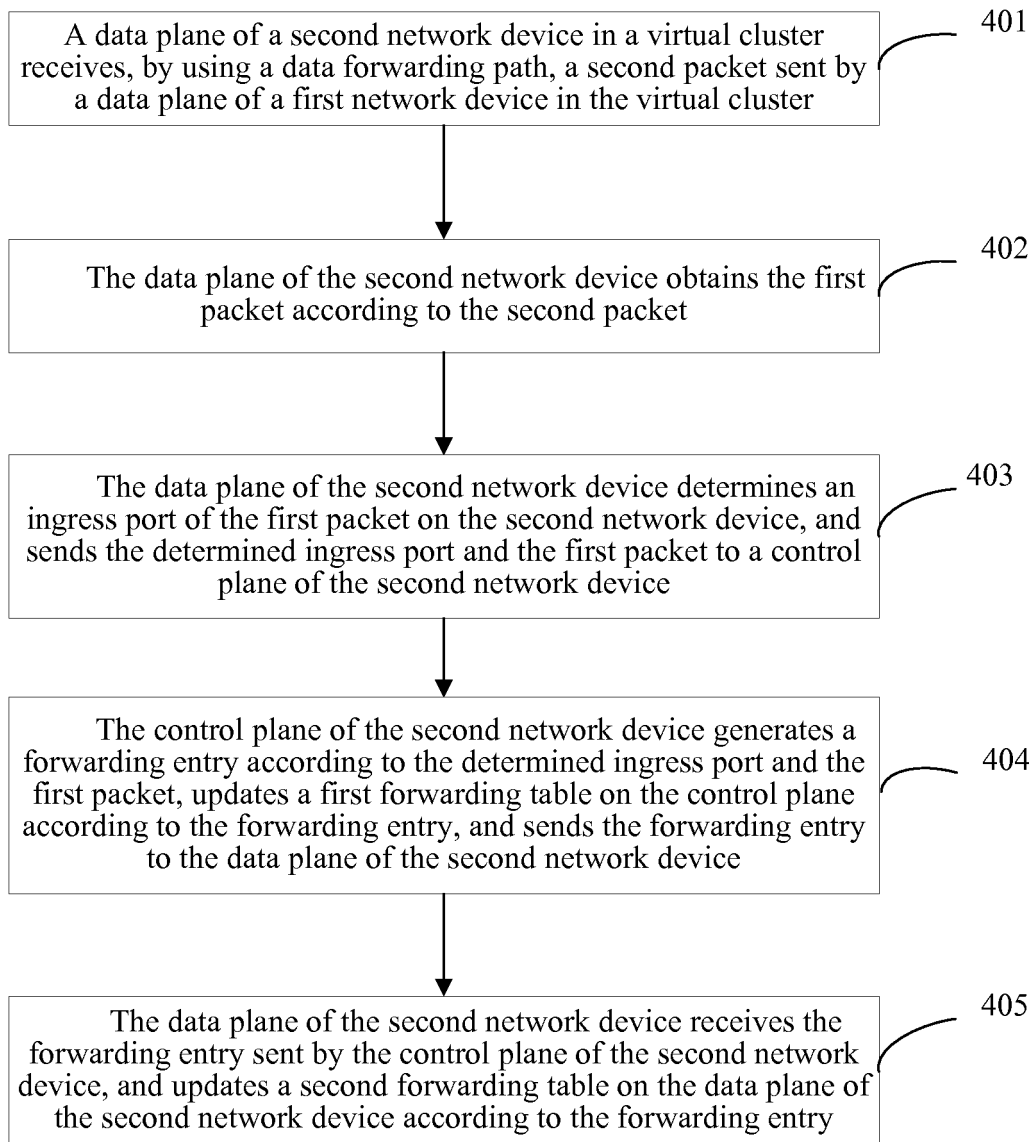 A data plane of a second network device in a virtual cluster
receives, by using a data forwarding path, a second packet sent by
a data plane of a first network device in the virtual cluster
401
The data plane of the second network device obtains the first
packet according to the second packet
402
The data plane of the second network device determines an
ingress port of the first packet on the second network device, and
sends the determined ingress port and the first packet to a control
plane of the second network device
403
The control plane of the second network device generates a
forwarding entry according to the determined ingress port and the
first packet, updates a first forwarding table on the control plane
according to the forwarding entry, and sends the forwarding entry
to the data plane of the second network device
404
The data plane of the second network device receives the
forwarding entry sent by the control plane of the second network
device, and updates a second forwarding table on the data plane of
the second network device according to the forwarding entry
405